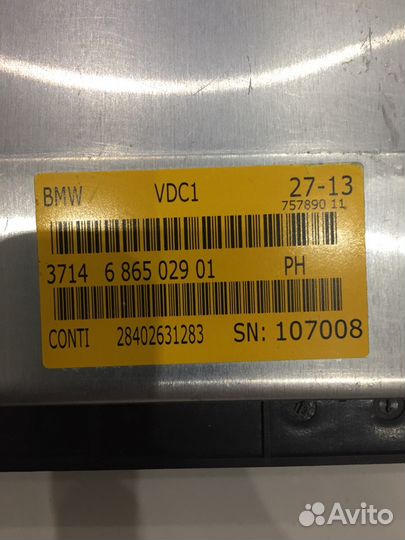 BMW VDC1 27-13
757890 11
3714 6 865 029 01 PH
CONTI 28402631283 SN: 107008
Avito